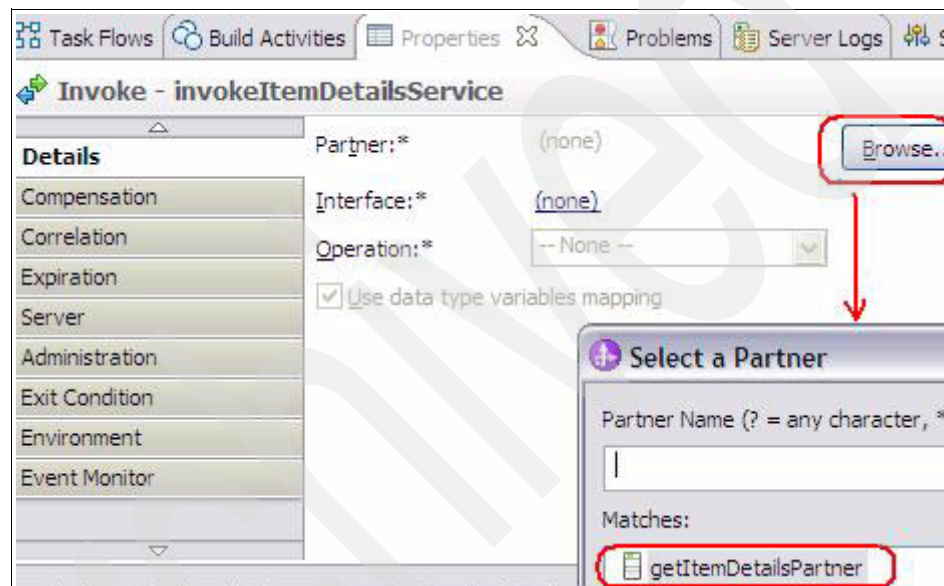 Task Flows Build Activities Properties Problems Server Logs
Invoke - invokeItemDetailsService
Details
Compensation
Correlation
Expiration
Server
Administration
Exit Condition
Environment
Event Monitor
Partner:* (none) Browse..
Interface:* (none)
Operation:* -- None --
Use data type variables mapping
Select a Partner
Partner Name (? = any character, *
Matches:
getItemDetailsPartner